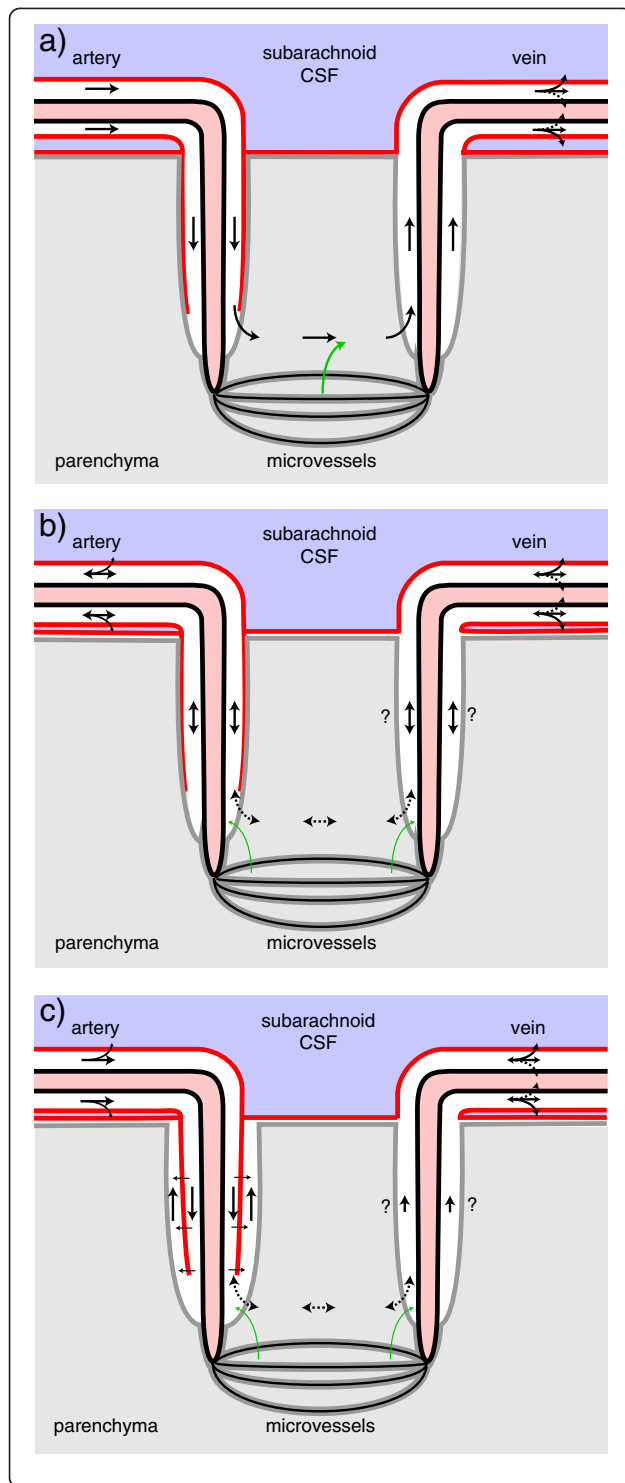 a)
artery
subarachnoid
CSF
vein
parenchyma
microvessels
b)
artery
subarachnoid
CSF
vein
?
?
parenchyma
microvessels
c)
artery
subarachnoid
CSF
vein
?
?
parenchyma
microvessels